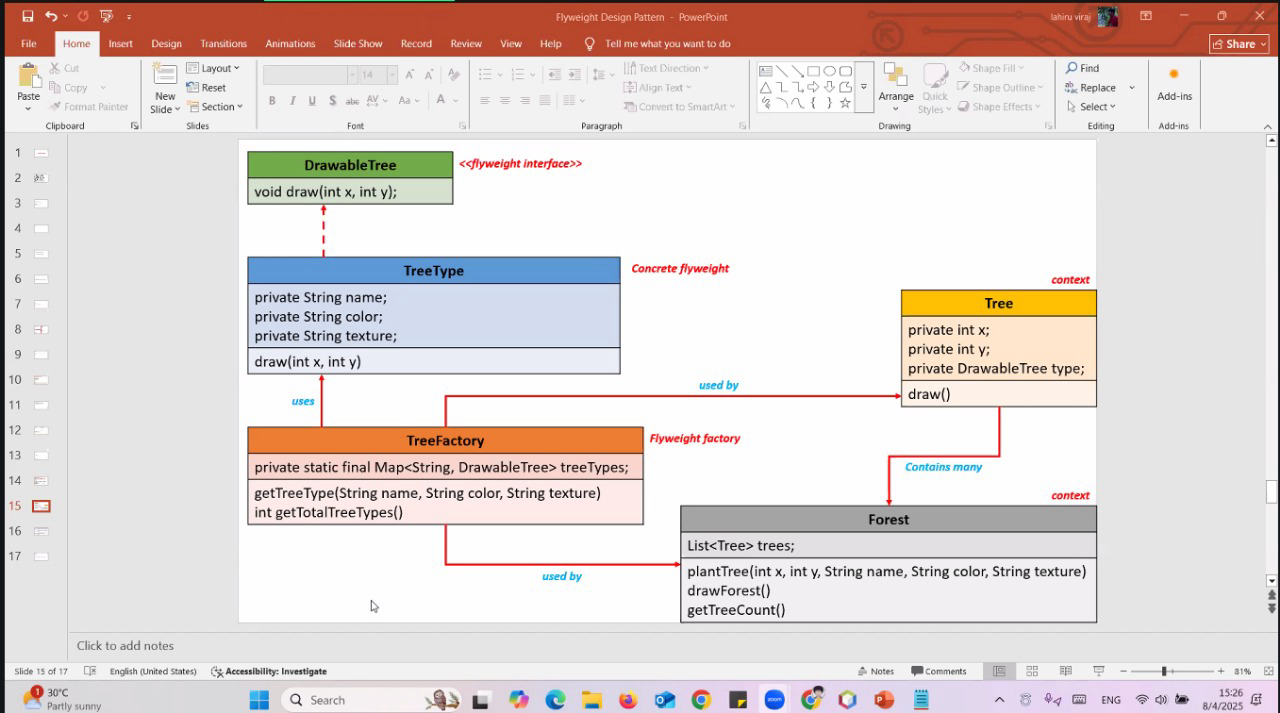 Flyweight Design Pattern - PowerPoint
lahiru viraj
File Home Insert Design Transitions Animations Slide Show Record Review View Help Tell me what you want to do Share
Paste
Cut
Copy
Format Painter
Clipboard
New Slide
Layout
Reset
Section
Slides
14
Font
Text Direction
Align Text
Convert to SmartArt
Paragraph
Arrange
Quick Styles
Shape Fill
Shape Outline
Shape Effects
Drawing
Find
Replace
Select
Editing
Add-ins
Add-ins
1
2
3
4
5
6
7
8
9
10
11
12
13
14
15
16
17
DrawableTree
<<flyweight interface>>
void draw(int x, int y);
TreeType
Concrete flyweight
private String name;
private String color;
private String texture;
draw(int x, int y)
context
Tree
private int x;
private int y;
private DrawableTree type;
draw()
uses
used by
TreeFactory
Flyweight factory
private static final Map<String, DrawableTree> treeTypes;
getTreeType(String name, String color, String texture)
int getTotalTreeTypes()
Contains many
context
Forest
List<Tree> trees;
plantTree(int x, int y, String name, String color, String texture)
drawForest()
getTreeCount()
used by
Click to add notes
Slide 15 of 17 English (United States) Accessibility: Investigate Notes Comments 81%
1
30°C
Partly sunny
Search
zoom
ENG
15:26
8/4/2025